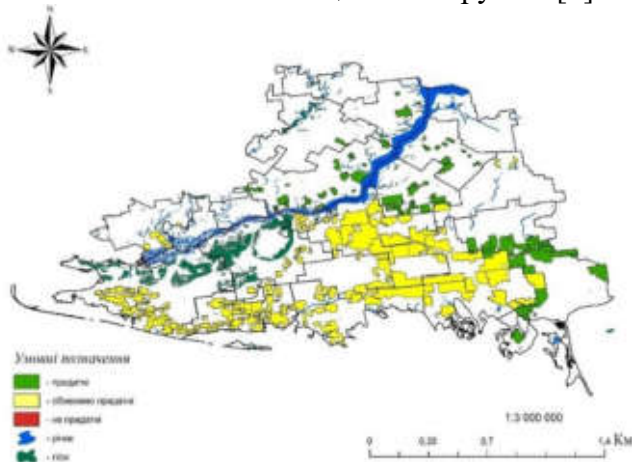 [ ]
N
Умовні позначення
- придатні
- обмежено придатні
- не придатні
- річки
- ліси
1:3 000 000
0 0,35 0,7 1,4 Км